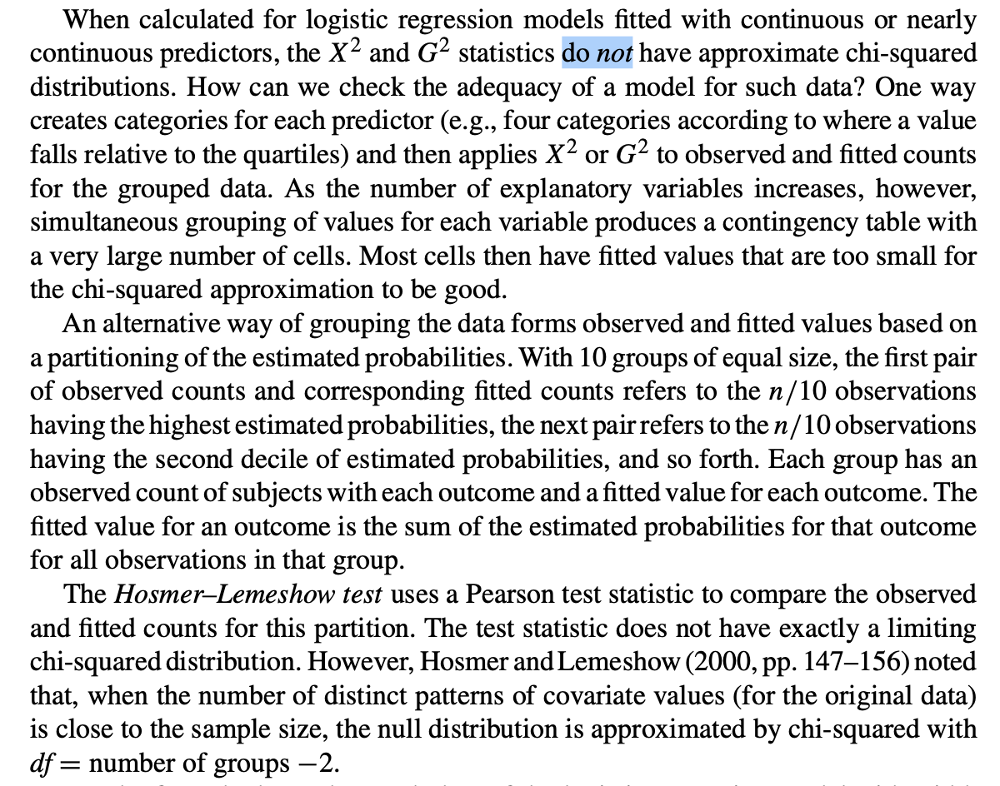 When calculated for logistic regression models fitted with continuous or nearly
continuous predictors, the X² and G² statistics do not have approximate chi-squared
distributions. How can we check the adequacy of a model for such data? One way
creates categories for each predictor (e.g., four categories according to where a value
falls relative to the quartiles) and then applies X² or G² to observed and fitted counts
for the grouped data. As the number of explanatory variables increases, however,
simultaneous grouping of values for each variable produces a contingency table with
a very large number of cells. Most cells then have fitted values that are too small for
the chi-squared approximation to be good.
An alternative way of grouping the data forms observed and fitted values based on
a partitioning of the estimated probabilities. With 10 groups of equal size, the first pair
of observed counts and corresponding fitted counts refers to the n/10 observations
having the highest estimated probabilities, the next pair refers to the n/10 observations
having the second decile of estimated probabilities, and so forth. Each group has an
observed count of subjects with each outcome and a fitted value for each outcome. The
fitted value for an outcome is the sum of the estimated probabilities for that outcome
for all observations in that group.
The Hosmer–Lemeshow test uses a Pearson test statistic to compare the observed
and fitted counts for this partition. The test statistic does not have exactly a limiting
chi-squared distribution. However, Hosmer and Lemeshow (2000, pp. 147–156) noted
that, when the number of distinct patterns of covariate values (for the original data)
is close to the sample size, the null distribution is approximated by chi-squared with
df = number of groups −2.